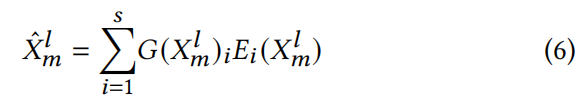 $\hat{X}_m^l = \sum_{i=1}^{s} G(X_m^l)_i E_i(X_m^l)$ (6)